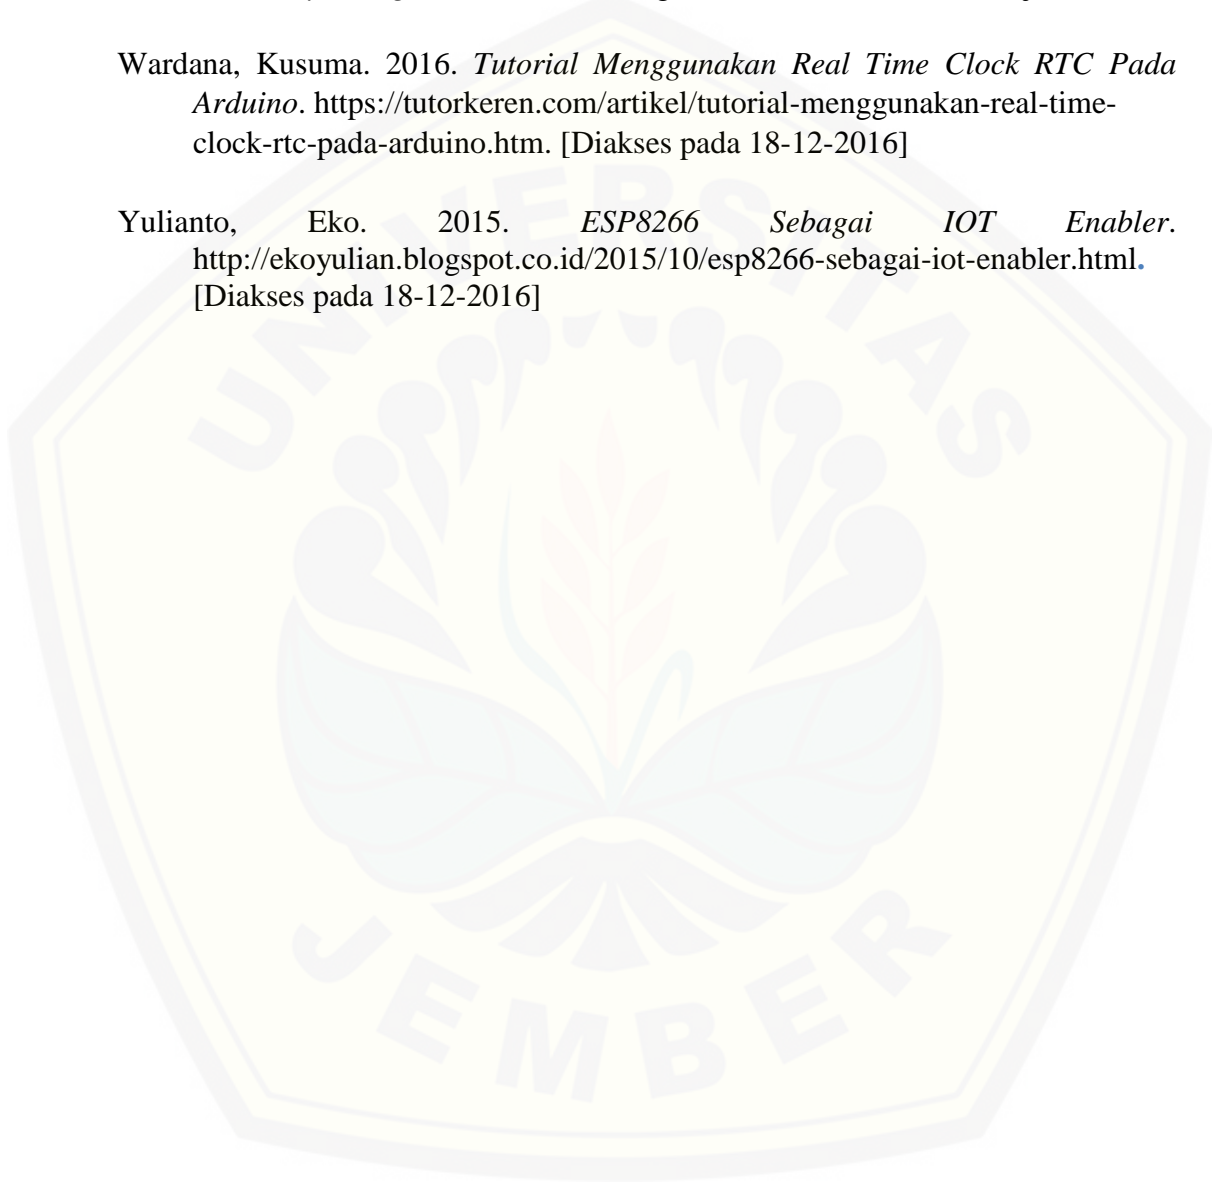 Wardana, Kusuma. 2016. Tutorial Menggunakan Real Time Clock RTC Pada
Arduino. https://tutorkeren.com/artikel/tutorial-menggunakan-real-time-
clock-rtc-pada-arduino.htm. [Diakses pada 18-12-2016]
Yulianto, Eko. 2015. ESP8266 Sebagai IOT Enabler.
http://ekoyulian.blogspot.co.id/2015/10/esp8266-sebagai-iot-enabler.html.
[Diakses pada 18-12-2016]
UNIVERSITAS
JEMBER